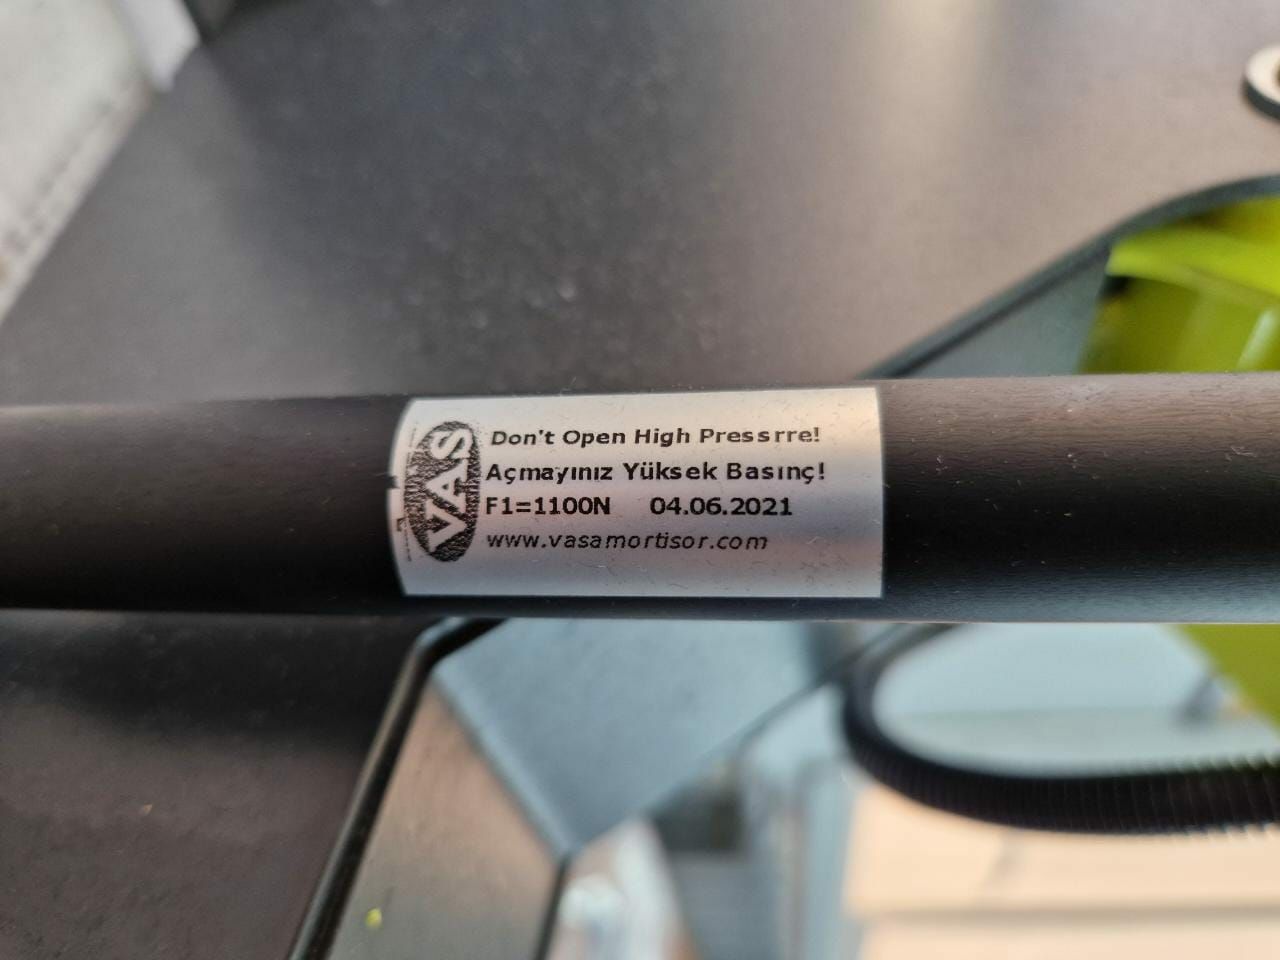 VAS
Don't Open High Pressrre!
Açmayınız Yüksek Basınç!
F1=1100N 04.06.2021
www.vasamortisor.com